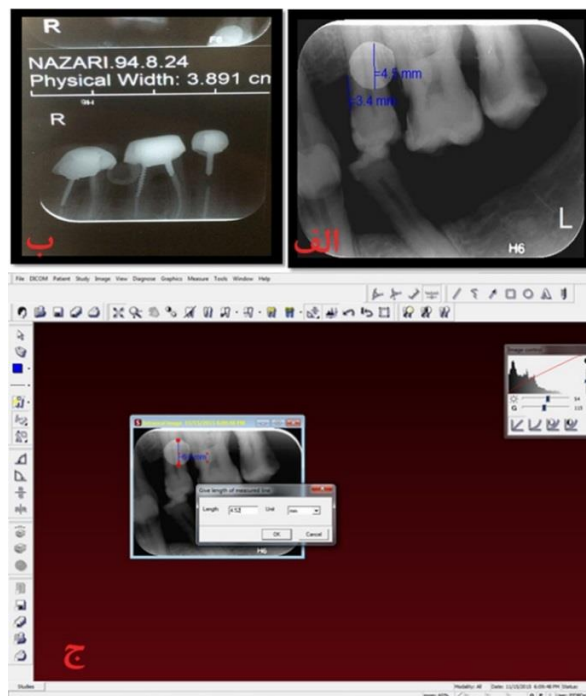 R
NAZARI.94.8.24
Physical Width: 3.891 cm
R
ب
=4.5 mm
=3.4 mm
L
H6
الف
File DICOM Patient Study Image View Diagnose Graphics Measure Tools Window Help
Image control
Give length of measured line
Length:
Unit
mm
OK
Cancel
H6
ج
Studies